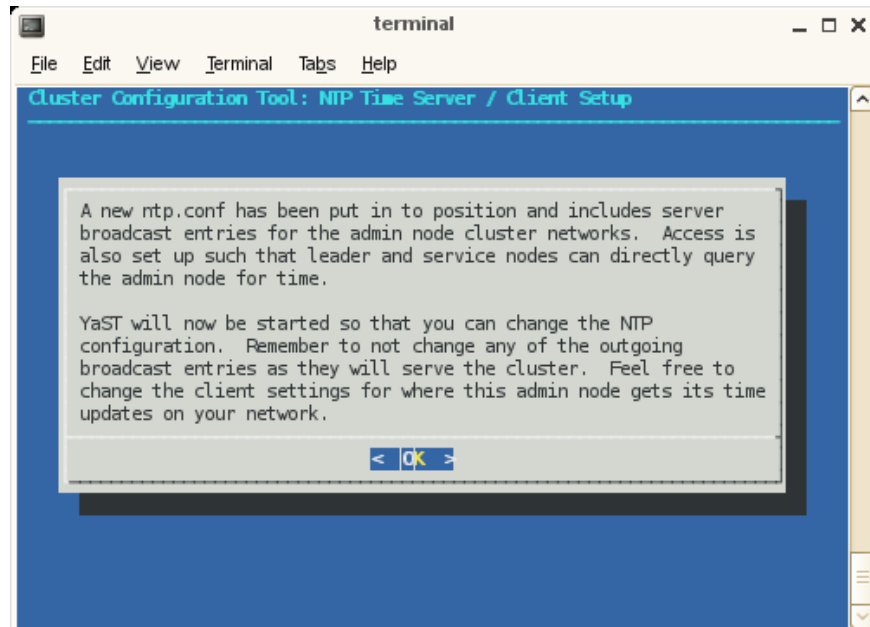 terminal
File Edit View Terminal Tabs Help
Cluster Configuration Tool: NTP Time Server / Client Setup
A new ntp.conf has been put in to position and includes server
broadcast entries for the admin node cluster networks. Access is
also set up such that leader and service nodes can directly query
the admin node for time.
YaST will now be started so that you can change the NTP
configuration. Remember to not change any of the outgoing
broadcast entries as they will serve the cluster. Feel free to
change the client settings for where this admin node gets its time
updates on your network.
< OK >